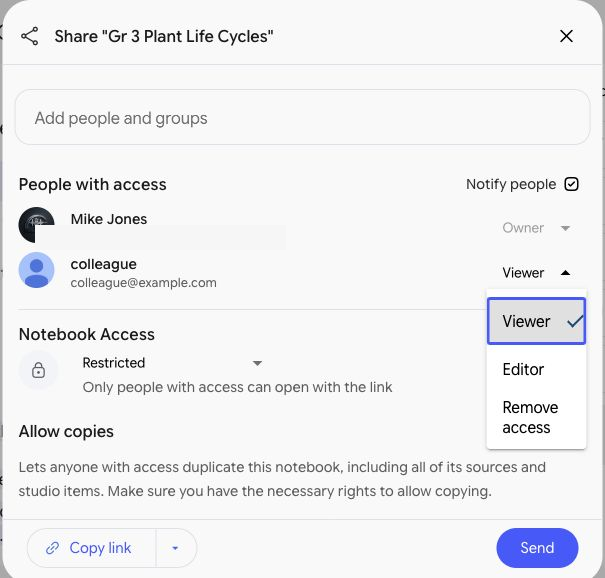 Share "Gr 3 Plant Life Cycles"
Add people and groups
People with access
Notify people
Mike Jones
Owner
colleague
colleague@example.com
Viewer
Viewer
Editor
Remove
access
Notebook Access
Restricted
Only people with access can open with the link
Allow copies
Lets anyone with access duplicate this notebook, including all of its sources and
studio items. Make sure you have the necessary rights to allow copying.
Copy link
Send